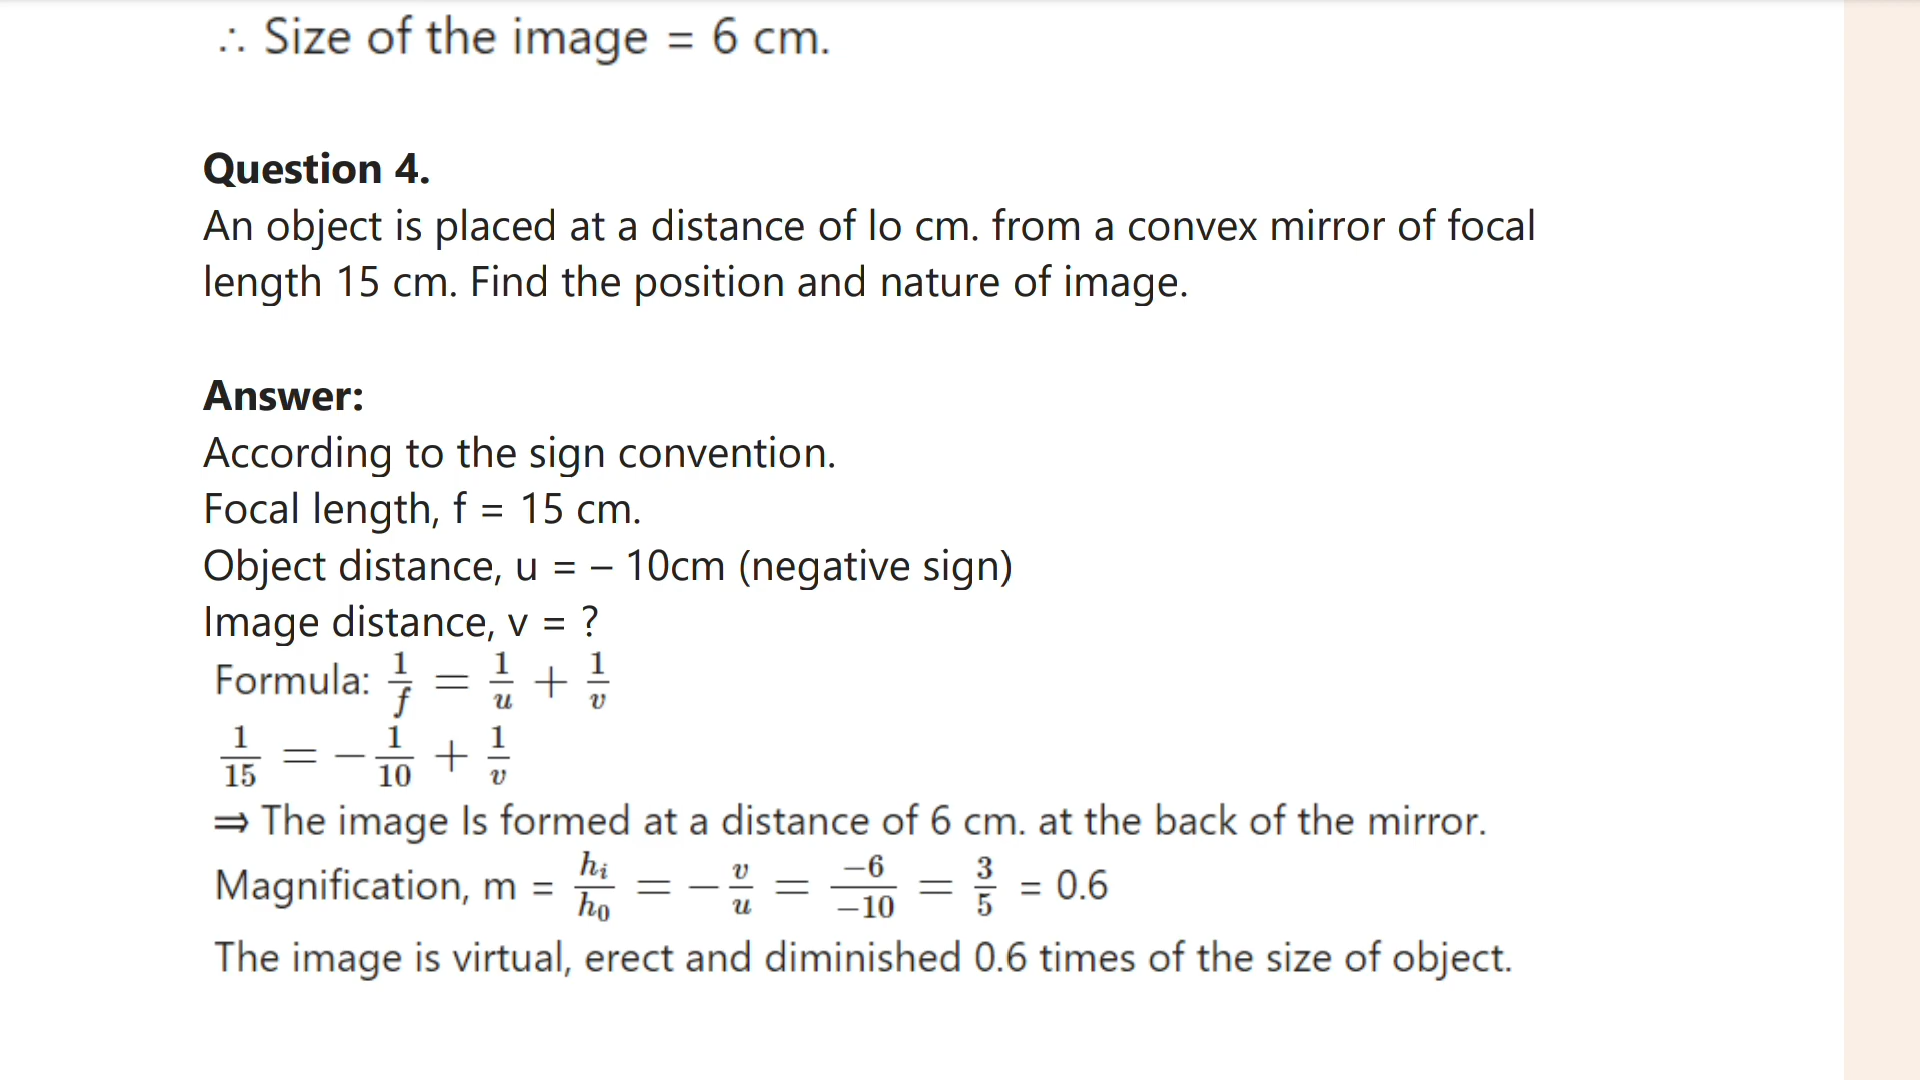 ∴ Size of the image = 6 cm.
Question 4.
An object is placed at a distance of lo cm. from a convex mirror of focal
length 15 cm. Find the position and nature of image.
Answer:
According to the sign convention.
Focal length, f = 15 cm.
Object distance, u = – 10cm (negative sign)
Image distance, v = ?
Formula: 1/f = 1/u + 1/v
1/15 = −1/10 + 1/v
⇒ The image Is formed at a distance of 6 cm. at the back of the mirror.
Magnification, m = hᵢ/h₀ = −v/u = −6/−10 = 3/5 = 0.6
The image is virtual, erect and diminished 0.6 times of the size of object.